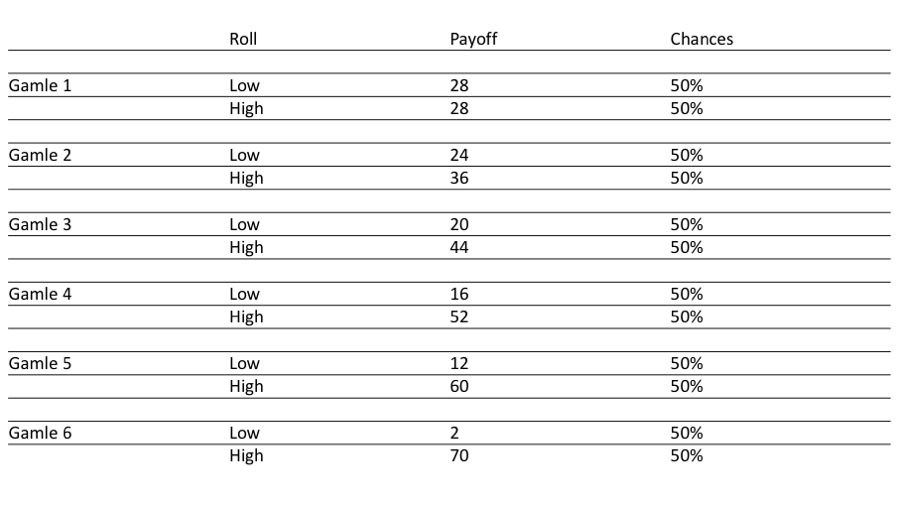 Roll Payoff Chances
Gamle 1 Low 28 50%
High 28 50%
Gamle 2 Low 24 50%
High 36 50%
Gamle 3 Low 20 50%
High 44 50%
Gamle 4 Low 16 50%
High 52 50%
Gamle 5 Low 12 50%
High 60 50%
Gamle 6 Low 2 50%
High 70 50%